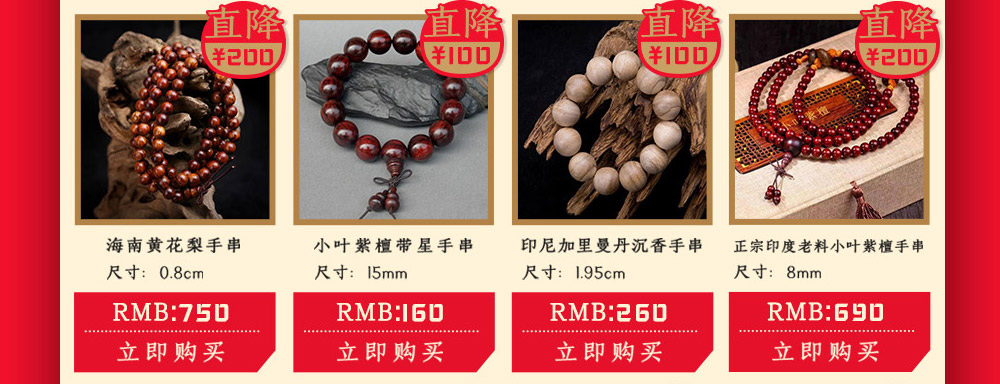 直降
¥200
直降
¥100
直降
¥100
直降
¥200
海南黄花梨手串
尺寸：0.8cm
RMB:750
立即购买
小叶紫檀带星手串
尺寸：15mm
RMB:160
立即购买
印尼加里曼丹沉香手串
尺寸：1.95cm
RMB:260
立即购买
正宗印度老料小叶紫檀手串
尺寸：8mm
RMB:690
立即购买